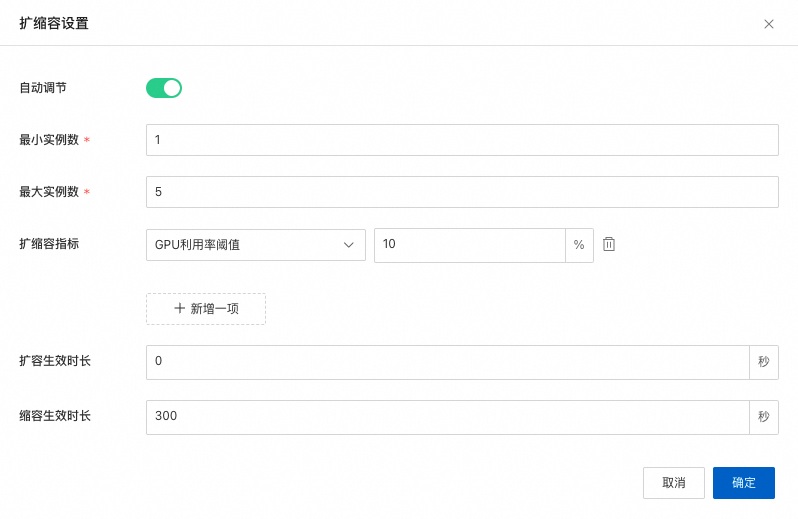 扩缩容设置
自动调节
最小实例数 * 1
最大实例数 * 5
扩缩容指标 GPU利用率阈值 10 %
新增一项
扩容生效时长 0 秒
缩容生效时长 300 秒
取消 确定